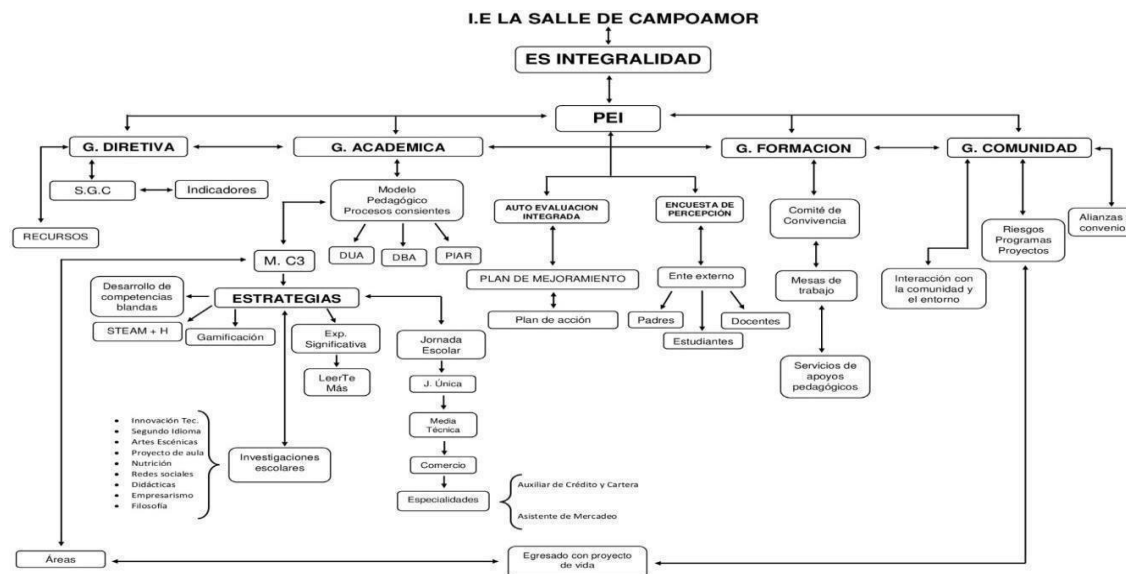 I.E LA SALLE DE CAMPOAMOR
ES INTEGRALIDAD
PEI
G. DIRETIVA
G. ACADEMICA
G. FORMACION
G. COMUNIDAD
S.G.C
Indicadores
RECURSOS
Modelo
Pedagógico
Procesos consientes
DUA
DBA
PIAR
M. C3
AUTO EVALUACION
INTEGRADA
PLAN DE MEJORAMIENTO
Plan de acción
ENCUESTA DE
PERCEPCIÓN
Ente externo
Padres
Docentes
Estudiantes
Comité de
Convivencia
Mesas de
trabajo
Servicios de
apoyos
pedagógicos
Interacción con
la comunidad y
el entorno
Riesgos
Programas
Proyectos
Alianzas
convenio
Desarrollo de
competencias
blandas
ESTRATEGIAS
STEAM + H
Gamificación
Exp.
Significativa
LeerTe
Más
Jornada
Escolar
J. Única
Media
Técnica
Comercio
Especialidades
Auxiliar de Crédito y Cartera
Asistente de Mercadeo
• Innovación Tec.
• Segundo Idioma
• Artes Escénicas
• Proyecto de aula
• Nutrición
• Redes sociales
• Didácticas
• Empresarismo
• Filosofía
Investigaciones
escolares
Áreas
Egresado con proyecto
de vida